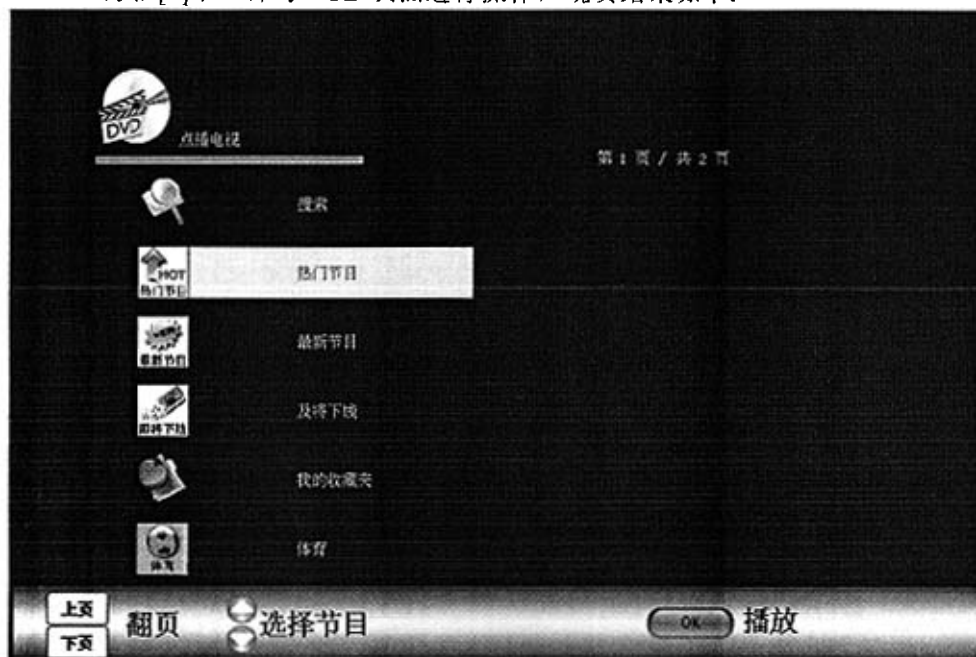 DVD
点播电视
第 1 页 / 共 2 页
搜索
HOT
热门节目
热门节目
最新节目
最新节目
及将下线
即将下线
我的收藏夹
体育
体育
上页
下页
翻页
选择节目
OK
播放